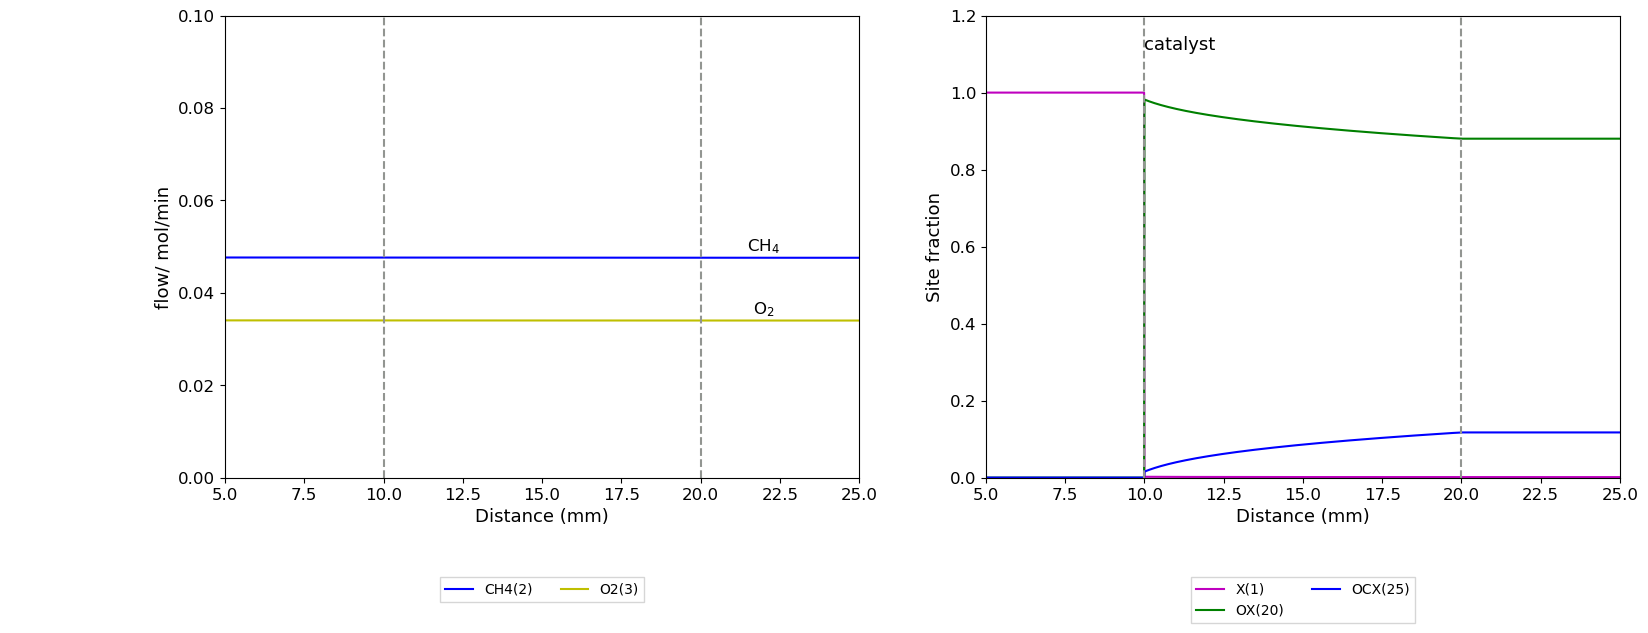 0.10
0.08
0.06
0.04
0.02
0.00
flow/ mol/min
CH4
O2
5.0 7.5 10.0 12.5 15.0 17.5 20.0 22.5 25.0
Distance (mm)
CH4(2) O2(3)
1.2
1.0
0.8
0.6
0.4
0.2
0.0
Site fraction
catalyst
5.0 7.5 10.0 12.5 15.0 17.5 20.0 22.5 25.0
Distance (mm)
X(1) OCX(25)
OX(20)